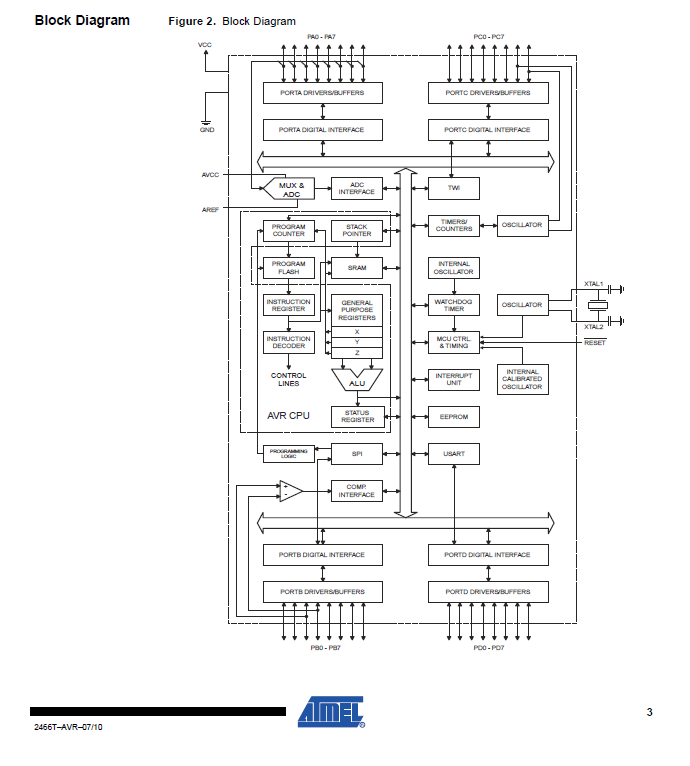 Block Diagram
Figure 2. Block Diagram
PA0 - PA7
PC0 - PC7
VCC
GND
PORTA DRIVERS/BUFFERS
PORTC DRIVERS/BUFFERS
PORTA DIGITAL INTERFACE
PORTC DIGITAL INTERFACE
AVCC
AREF
MUX &
ADC
ADC
INTERFACE
TWI
PROGRAM
COUNTER
STACK
POINTER
TIMERS/
COUNTERS
OSCILLATOR
PROGRAM
FLASH
SRAM
INTERNAL
OSCILLATOR
XTAL1
INSTRUCTION
REGISTER
GENERAL
PURPOSE
REGISTERS
WATCHDOG
TIMER
OSCILLATOR
XTAL2
X
Y
Z
INSTRUCTION
DECODER
MCU CTRL.
& TIMING
RESET
CONTROL
LINES
ALU
INTERRUPT
UNIT
INTERNAL
CALIBRATED
OSCILLATOR
AVR CPU
STATUS
REGISTER
EEPROM
PROGRAMMING
LOGIC
SPI
USART
+
-
COMP.
INTERFACE
PORTB DIGITAL INTERFACE
PORTD DIGITAL INTERFACE
PORTB DRIVERS/BUFFERS
PORTD DRIVERS/BUFFERS
PB0 - PB7
PD0 - PD7
ATMEL
®
3
2466T–AVR–07/10